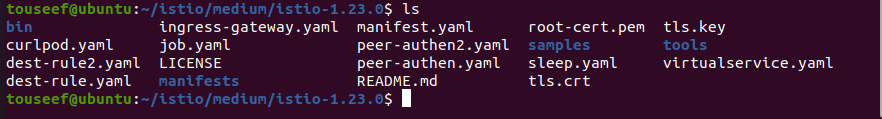 touseef@ubuntu:~/istio/medium/istio-1.23.0$ ls
bin ingress-gateway.yaml manifest.yaml root-cert.pem tls.key
curlpod.yaml job.yaml peer-authen2.yaml samples tools
dest-rule2.yaml LICENSE peer-authen.yaml sleep.yaml virtualservice.yaml
dest-rule.yaml manifests README.md tls.crt
touseef@ubuntu:~/istio/medium/istio-1.23.0$